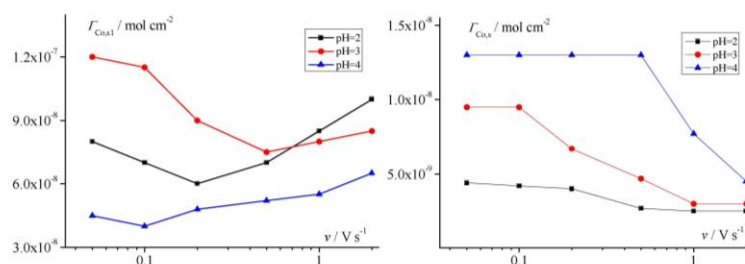 Γ Co,s1 / mol cm-2
1.2x10-7
9.0x10-8
6.0x10-8
3.0x10-8
pH=2
pH=3
pH=4
0.1
1
v / V s-1
Γ Co,s / mol cm-2
1.5x10-8
1.0x10-8
5.0x10-9
pH=2
pH=3
pH=4
0.1
1
v / V s-1